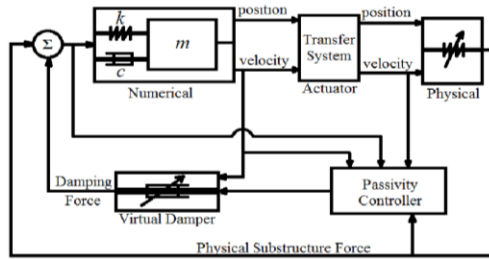 position
position
k
m
Σ
Transfer
System
velocity
velocity
c
Numerical
Actuator
Physical
Damping
Force
Virtual Damper
Passivity
Controller
Physical Substructure Force